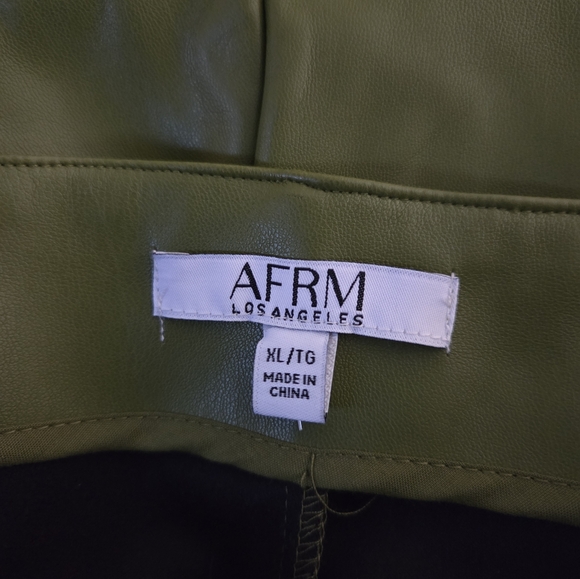 AFRM
LOS ANGELES
XL/TG
MADE IN
CHINA